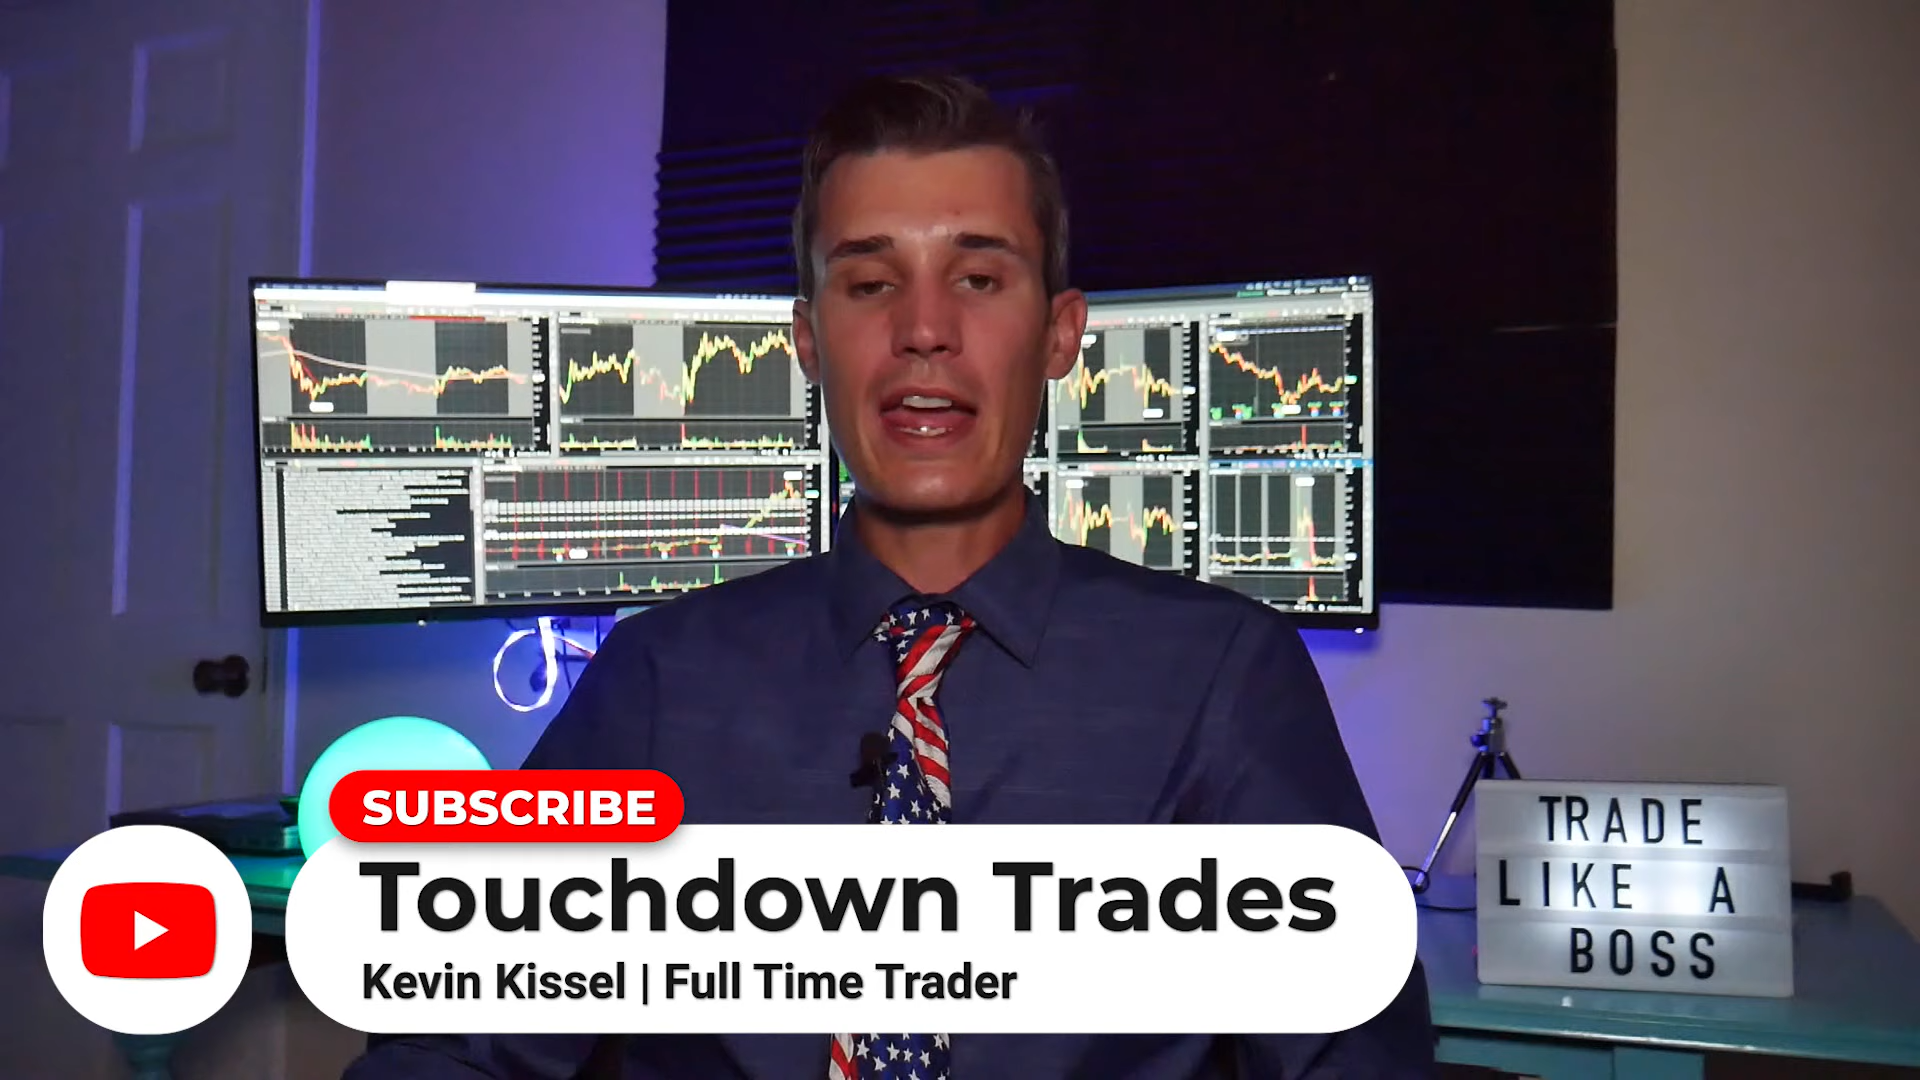 SUBSCRIBE
Touchdown Trades
Kevin Kissel | Full Time Trader
TRADE
LIKE A
BOSS